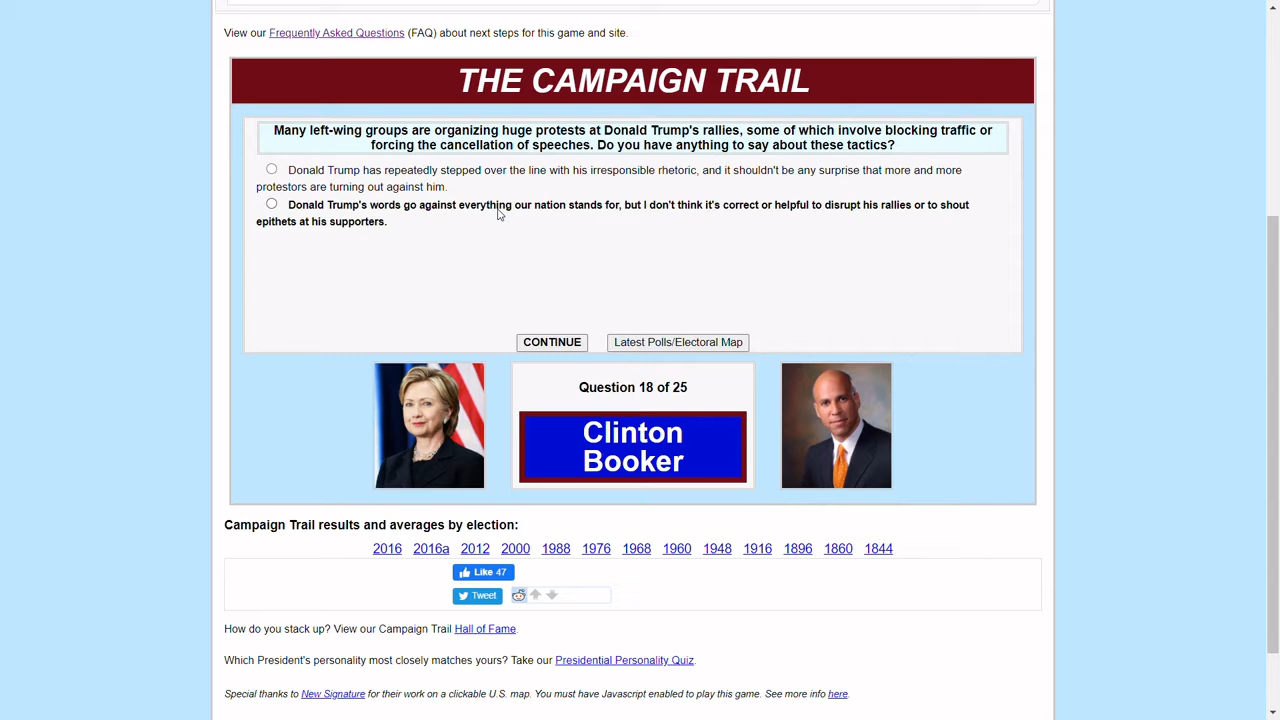 View our Frequently Asked Questions (FAQ) about next steps for this game and site.
THE CAMPAIGN TRAIL
Many left-wing groups are organizing huge protests at Donald Trump's rallies, some of which involve blocking traffic or
forcing the cancellation of speeches. Do you have anything to say about these tactics?
Donald Trump has repeatedly stepped over the line with his irresponsible rhetoric, and it shouldn't be any surprise that more and more
protestors are turning out against him.
Donald Trump's words go against everything our nation stands for, but I don't think it's correct or helpful to disrupt his rallies or to shout
epithets at his supporters.
CONTINUE Latest Polls/Electoral Map
Question 18 of 25
Clinton
Booker
Campaign Trail results and averages by election:
2016 2016a 2012 2000 1988 1976 1968 1960 1948 1916 1896 1860 1844
Like 47
Tweet
How do you stack up? View our Campaign Trail Hall of Fame.
Which President's personality most closely matches yours? Take our Presidential Personality Quiz.
Special thanks to New Signature for their work on a clickable U.S. map. You must have Javascript enabled to play this game. See more info here.